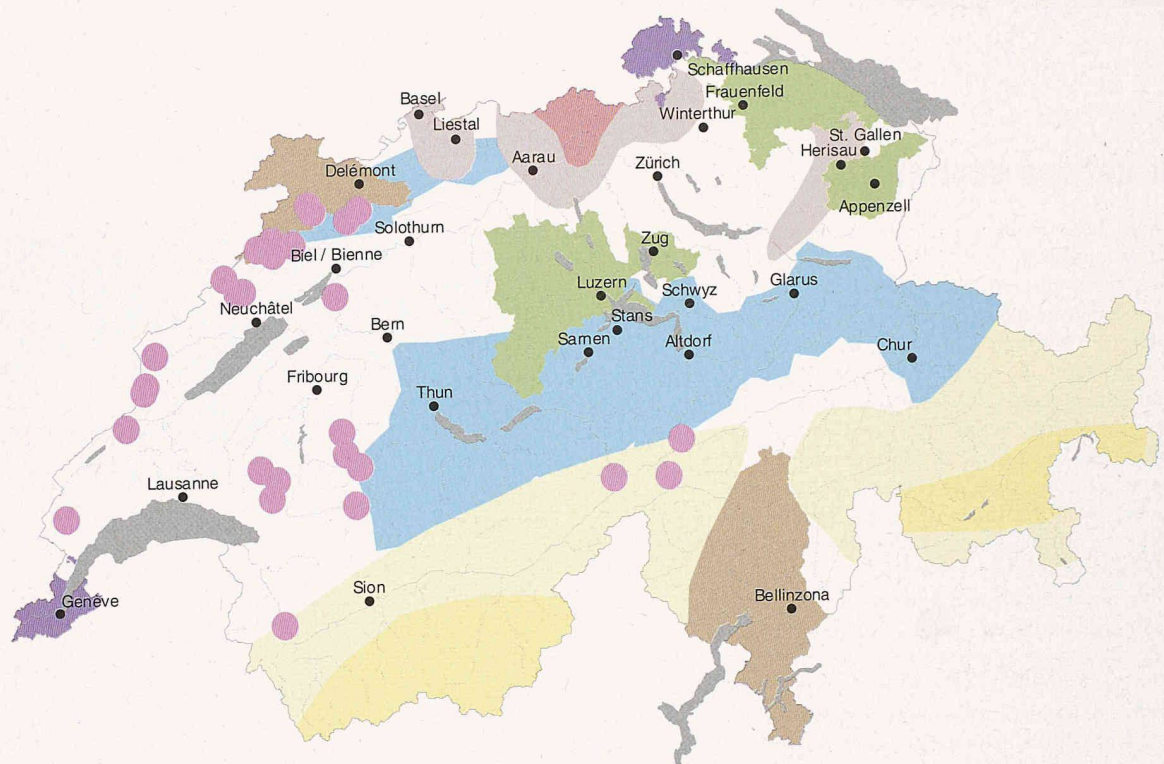 Schaffhausen
Frauenfeld
Basel
Winterthur
Liestal
St. Gallen
Herisau
Aarau
Zürich
Delémont
Appenzell
Solothurn
Zug
Biel / Bienne
Luzern
Schwyz
Glarus
Neuchâtel
Stans
Bern
Sarnen
Altdorf
Chur
Fribourg
Thun
Lausanne
Sion
Bellinzona
Genève